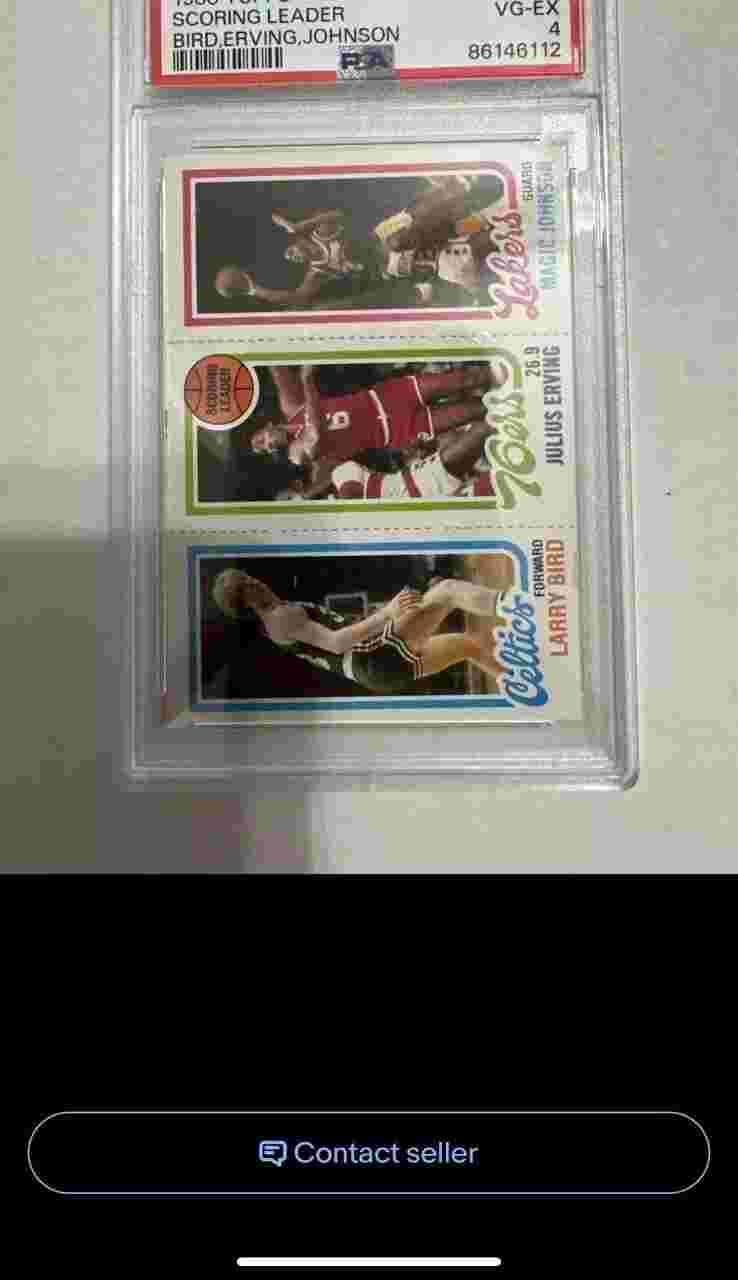 SCORING LEADER
VG-EX
BIRD,ERVING,JOHNSON
4
PSA
86146112
Lakers
GUARD
MAGIC JOHNSON
SCORING
LEADER
6
76ers
26.9
JULIUS ERVING
Celtics
FORWARD
LARRY BIRD
Contact seller